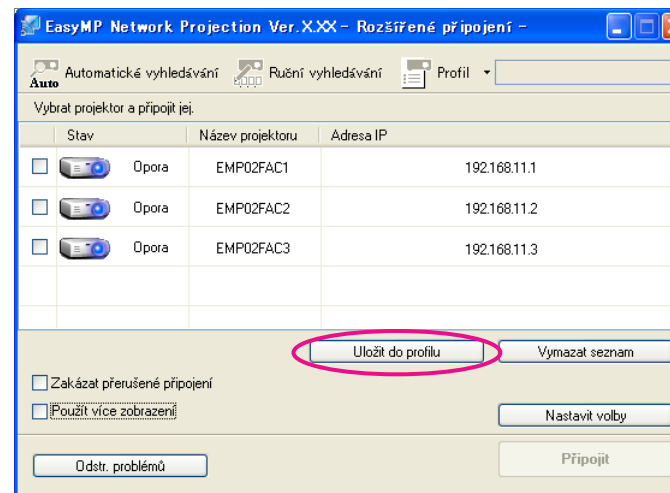 EasyMP Network Projection Ver.X.XX – Rozšířené připojení –
Auto Automatické vyhledávání Ruční vyhledávání Profil
Vybrat projektor a připojit jej.
Stav Název projektoru Adresa IP
Opora EMP02FAC1 192.168.11.1
Opora EMP02FAC2 192.168.11.2
Opora EMP02FAC3 192.168.11.3
Uložit do profilu Vymazat seznam
Zakázat přerušené připojení
Použít více zobrazení
Nastavit volby
Odstr. problémů Připojit